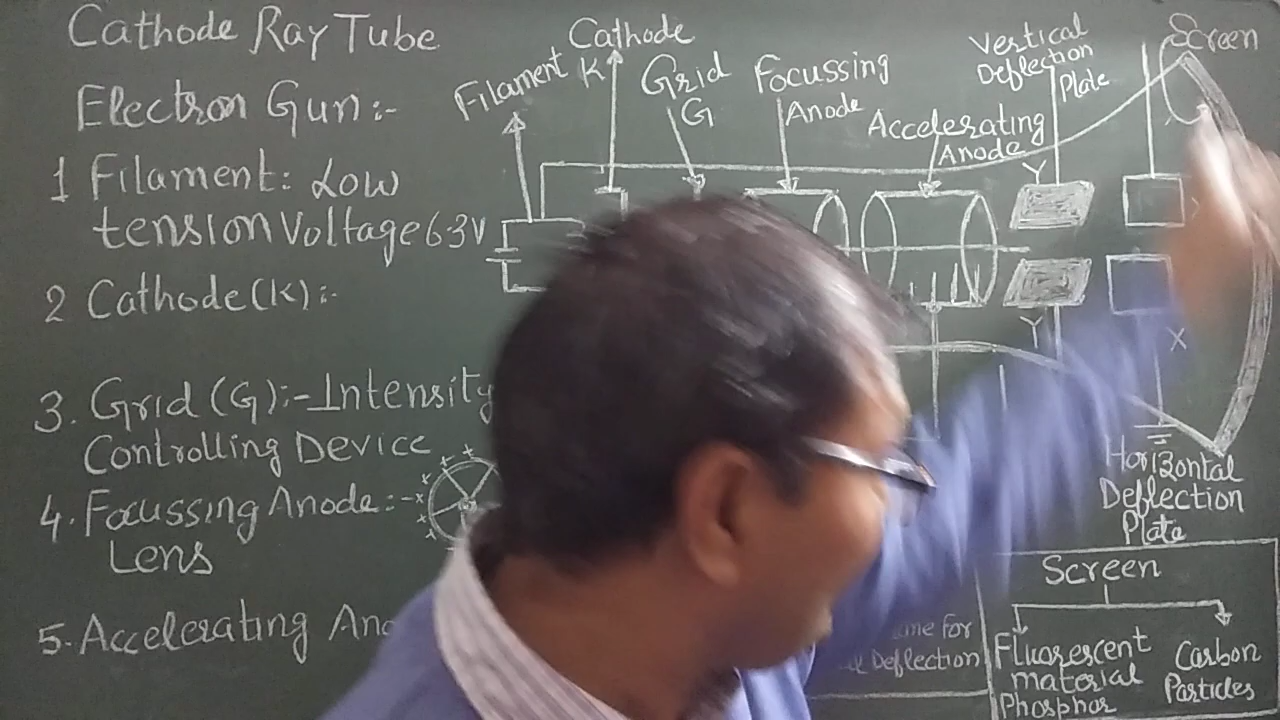 Cathode Ray Tube
Electron Gun:-
1 Filament: Low
tension Voltage 6.3V
2 Cathode(K):-
3. Grid (G):- Intensity
Controlling Device
4. Focussing Anode:-
Lens
5. Accelerating
Filament
Cathode
K
Grid
G
Focussing
Anode
Accelerating
Anode
Vertical
Deflection
Plate
Screen
Y
Y
X
Horizontal
Deflection
Plate
for
Deflection
Screen
Fluorescent
material
Phosphor
Carbon
Particles